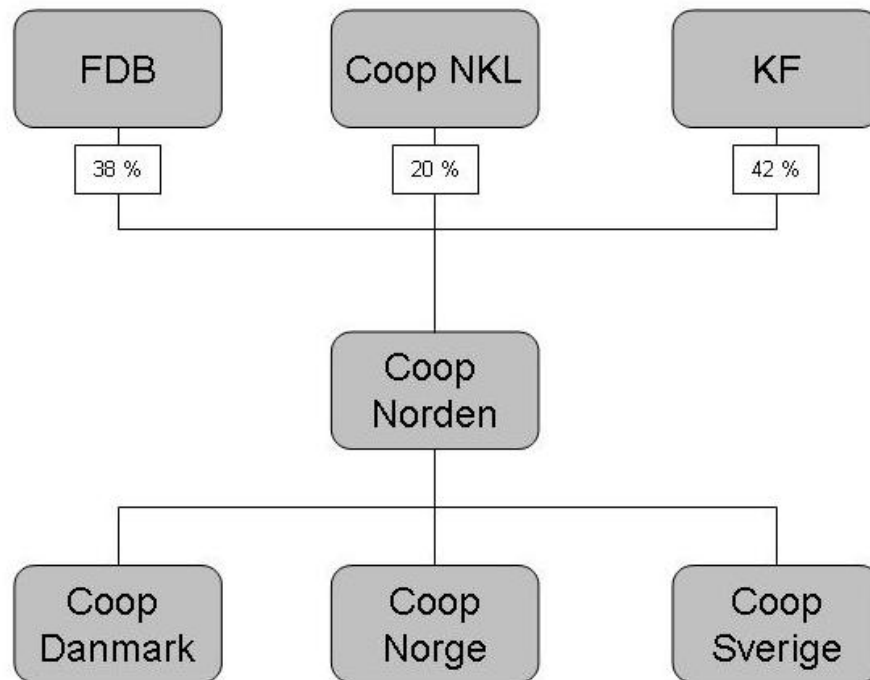 FDB
Coop NKL
KF
38 %
20 %
42 %
Coop
Norden
Coop
Danmark
Coop
Norge
Coop
Sverige